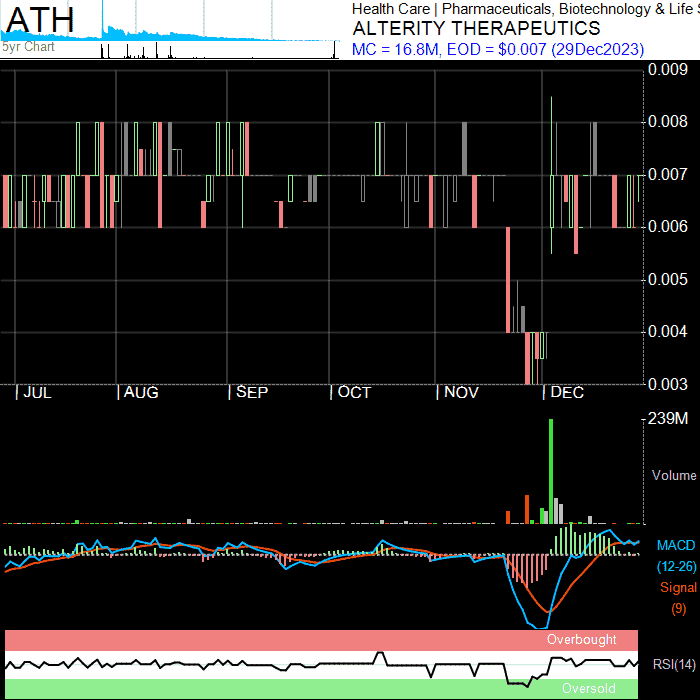 ATH
5yr Chart
Health Care | Pharmaceuticals, Biotechnology & Life
ALTERITY THERAPEUTICS
MC = 16.8M, EOD = $0.007 (29Dec2023)
0.009
0.008
0.007
0.006
0.005
0.004
0.003
JUL AUG SEP OCT NOV DEC
239M
Volume
MACD
(12-26)
Signal
(9)
Overbought
RSI(14)
Oversold